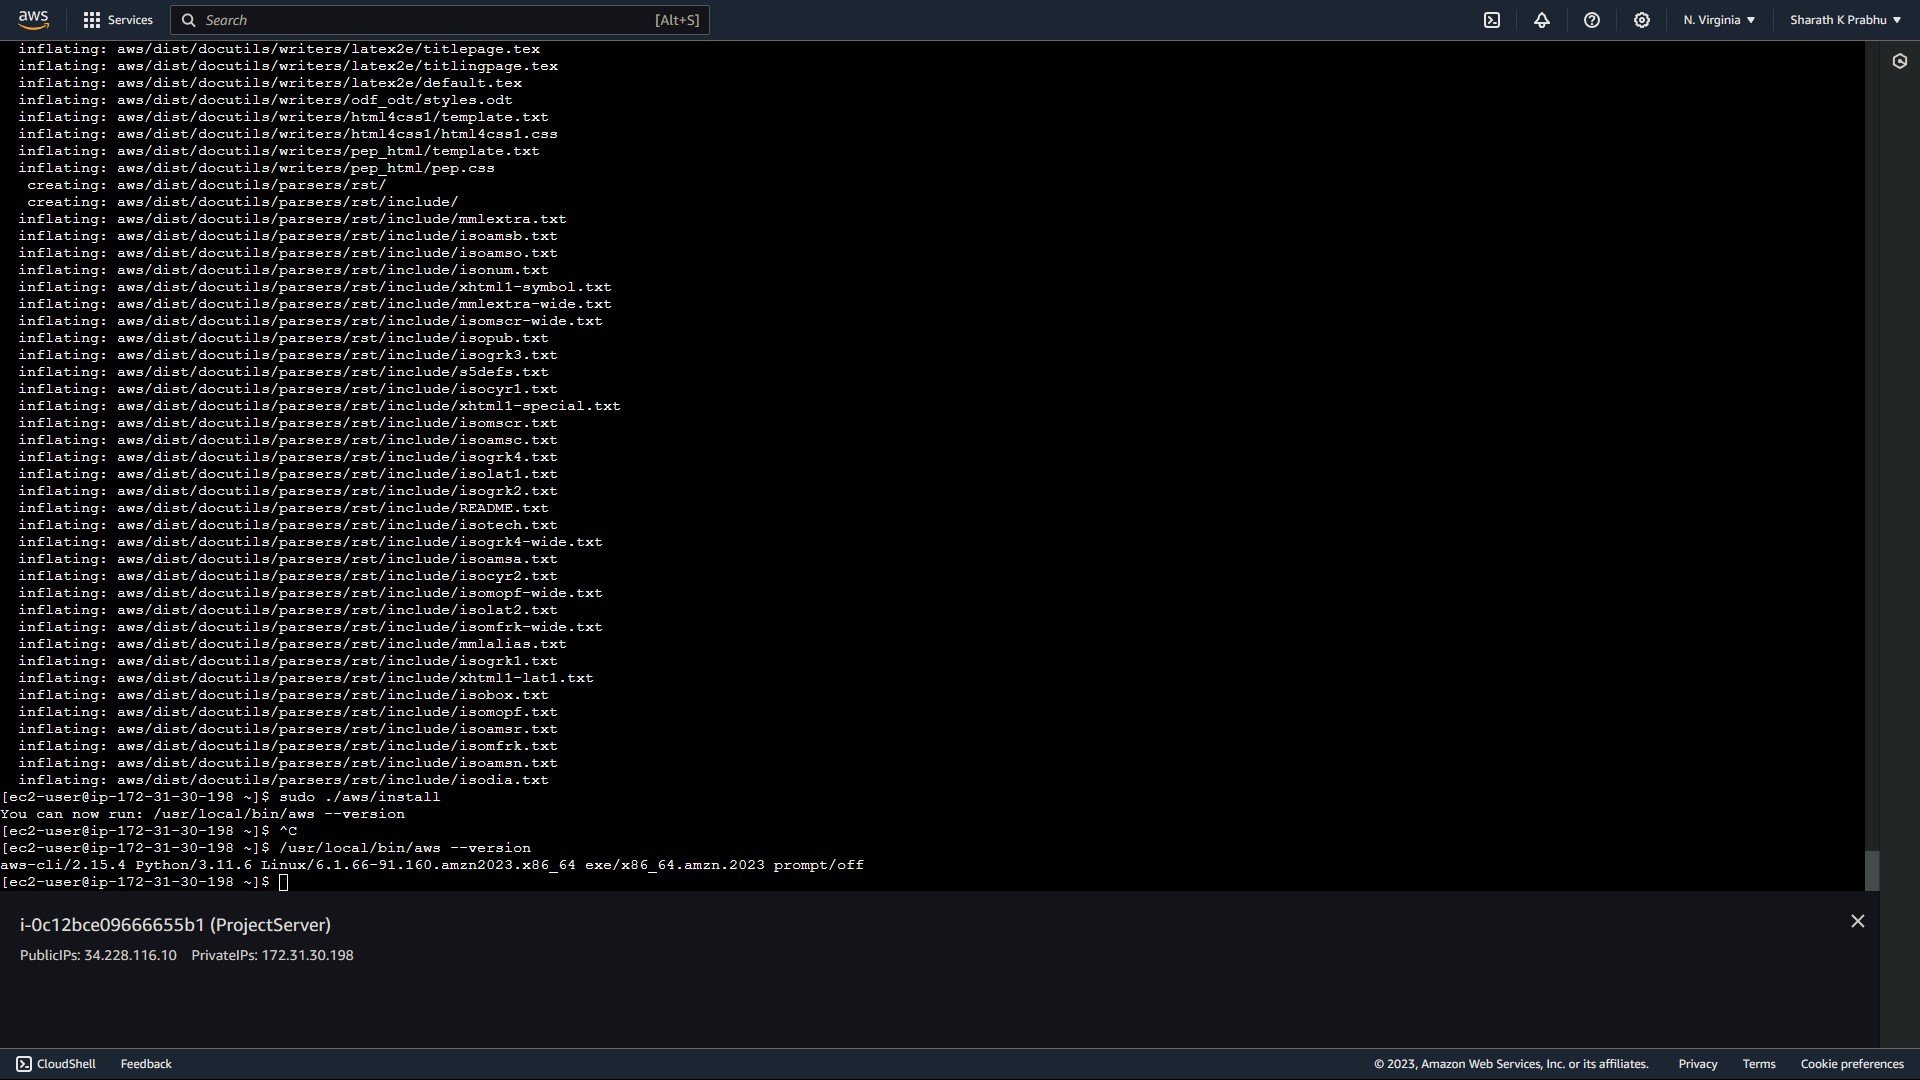 aws
Services
Search
[Alt+S]
N. Virginia
Sharath K Prabhu
inflating: aws/dist/docutils/writers/latex2e/titlepage.tex
inflating: aws/dist/docutils/writers/latex2e/titlingpage.tex
inflating: aws/dist/docutils/writers/latex2e/default.tex
inflating: aws/dist/docutils/writers/odf_odt/styles.odt
inflating: aws/dist/docutils/writers/html4css1/template.txt
inflating: aws/dist/docutils/writers/html4css1/html4css1.css
inflating: aws/dist/docutils/writers/pep_html/template.txt
inflating: aws/dist/docutils/writers/pep_html/pep.css
creating: aws/dist/docutils/parsers/rst/
creating: aws/dist/docutils/parsers/rst/include/
inflating: aws/dist/docutils/parsers/rst/include/mmlextra.txt
inflating: aws/dist/docutils/parsers/rst/include/isoamsb.txt
inflating: aws/dist/docutils/parsers/rst/include/isoamso.txt
inflating: aws/dist/docutils/parsers/rst/include/isonum.txt
inflating: aws/dist/docutils/parsers/rst/include/xhtml1-symbol.txt
inflating: aws/dist/docutils/parsers/rst/include/mmlextra-wide.txt
inflating: aws/dist/docutils/parsers/rst/include/isomscr-wide.txt
inflating: aws/dist/docutils/parsers/rst/include/isopub.txt
inflating: aws/dist/docutils/parsers/rst/include/isogrk3.txt
inflating: aws/dist/docutils/parsers/rst/include/s5defs.txt
inflating: aws/dist/docutils/parsers/rst/include/isocyr1.txt
inflating: aws/dist/docutils/parsers/rst/include/xhtml1-special.txt
inflating: aws/dist/docutils/parsers/rst/include/isomscr.txt
inflating: aws/dist/docutils/parsers/rst/include/isoamsc.txt
inflating: aws/dist/docutils/parsers/rst/include/isogrk4.txt
inflating: aws/dist/docutils/parsers/rst/include/isolat1.txt
inflating: aws/dist/docutils/parsers/rst/include/isogrk2.txt
inflating: aws/dist/docutils/parsers/rst/include/README.txt
inflating: aws/dist/docutils/parsers/rst/include/isotech.txt
inflating: aws/dist/docutils/parsers/rst/include/isogrk4-wide.txt
inflating: aws/dist/docutils/parsers/rst/include/isoamsa.txt
inflating: aws/dist/docutils/parsers/rst/include/isocyr2.txt
inflating: aws/dist/docutils/parsers/rst/include/isomopf-wide.txt
inflating: aws/dist/docutils/parsers/rst/include/isolat2.txt
inflating: aws/dist/docutils/parsers/rst/include/isomfrk-wide.txt
inflating: aws/dist/docutils/parsers/rst/include/mmlalias.txt
inflating: aws/dist/docutils/parsers/rst/include/isogrk1.txt
inflating: aws/dist/docutils/parsers/rst/include/xhtml1-lat1.txt
inflating: aws/dist/docutils/parsers/rst/include/isobox.txt
inflating: aws/dist/docutils/parsers/rst/include/isomopf.txt
inflating: aws/dist/docutils/parsers/rst/include/isoamsr.txt
inflating: aws/dist/docutils/parsers/rst/include/isomfrk.txt
inflating: aws/dist/docutils/parsers/rst/include/isoamsn.txt
inflating: aws/dist/docutils/parsers/rst/include/isodia.txt
[ec2-user@ip-172-31-30-198 ~]$ sudo ./aws/install
You can now run: /usr/local/bin/aws --version
[ec2-user@ip-172-31-30-198 ~]$ ^C
[ec2-user@ip-172-31-30-198 ~]$ /usr/local/bin/aws --version
aws-cli/2.15.4 Python/3.11.6 Linux/6.1.66-91.160.amzn2023.x86_64 exe/x86_64.amzn.2023 prompt/off
[ec2-user@ip-172-31-30-198 ~]$
i-0c12bce09666655b1 (ProjectServer)
PublicIPs: 34.228.116.10 PrivateIPs: 172.31.30.198
CloudShell
Feedback
© 2023, Amazon Web Services, Inc. or its affiliates.
Privacy
Terms
Cookie preferences